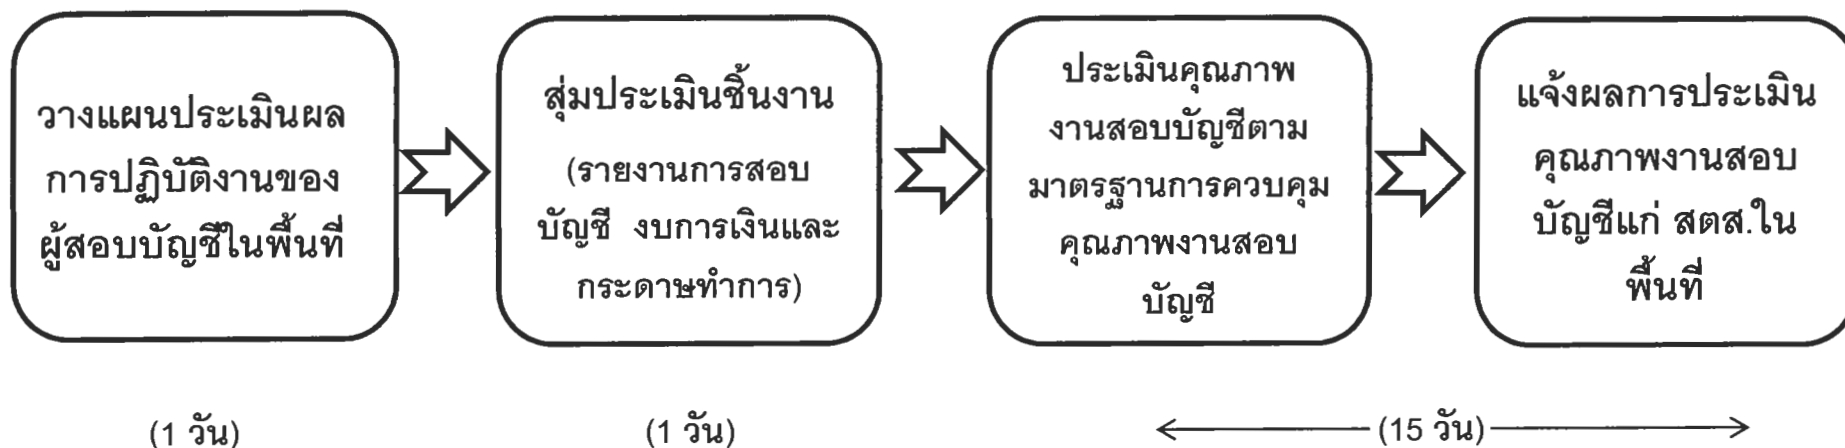 วางแผนประเมินผล
การปฏิบัติงานของ
ผู้สอบบัญชีในพื้นที่
สุ่มประเมินชิ้นงาน
(รายงานการสอบ
บัญชี งบการเงินและ
กระดาษทำการ)
ประเมินคุณภาพ
งานสอบบัญชีตาม
มาตรฐานการควบคุม
คุณภาพงานสอบ
บัญชี
แจ้งผลการประเมิน
คุณภาพงานสอบ
บัญชีแก่ สตส.ใน
พื้นที่
(1 วัน)
(1 วัน)
(15 วัน)